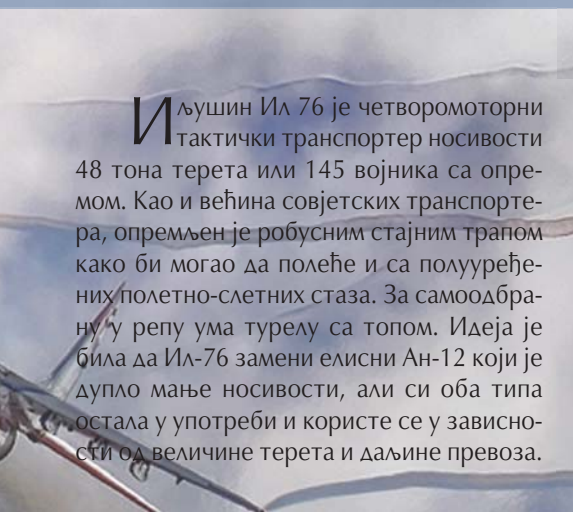 Иљушин Ил 76 је четворомоторни
тактички транспортер носивости
48 тона терета или 145 војника са опре-
мом. Као и већина совјетских транспорте-
ра, опремљен је робусним стајним трапом
како би могао да полеће и са полууређе-
них полетно-слетних стаза. За самоодбра-
ну у репу ума турелу са топом. Идеја је
била да Ил-76 замени елисни Ан-12 који је
дупло мање носивости, али си оба типа
остала у употреби и користе се у зависно-
сти од величине терета и даљине превоза.